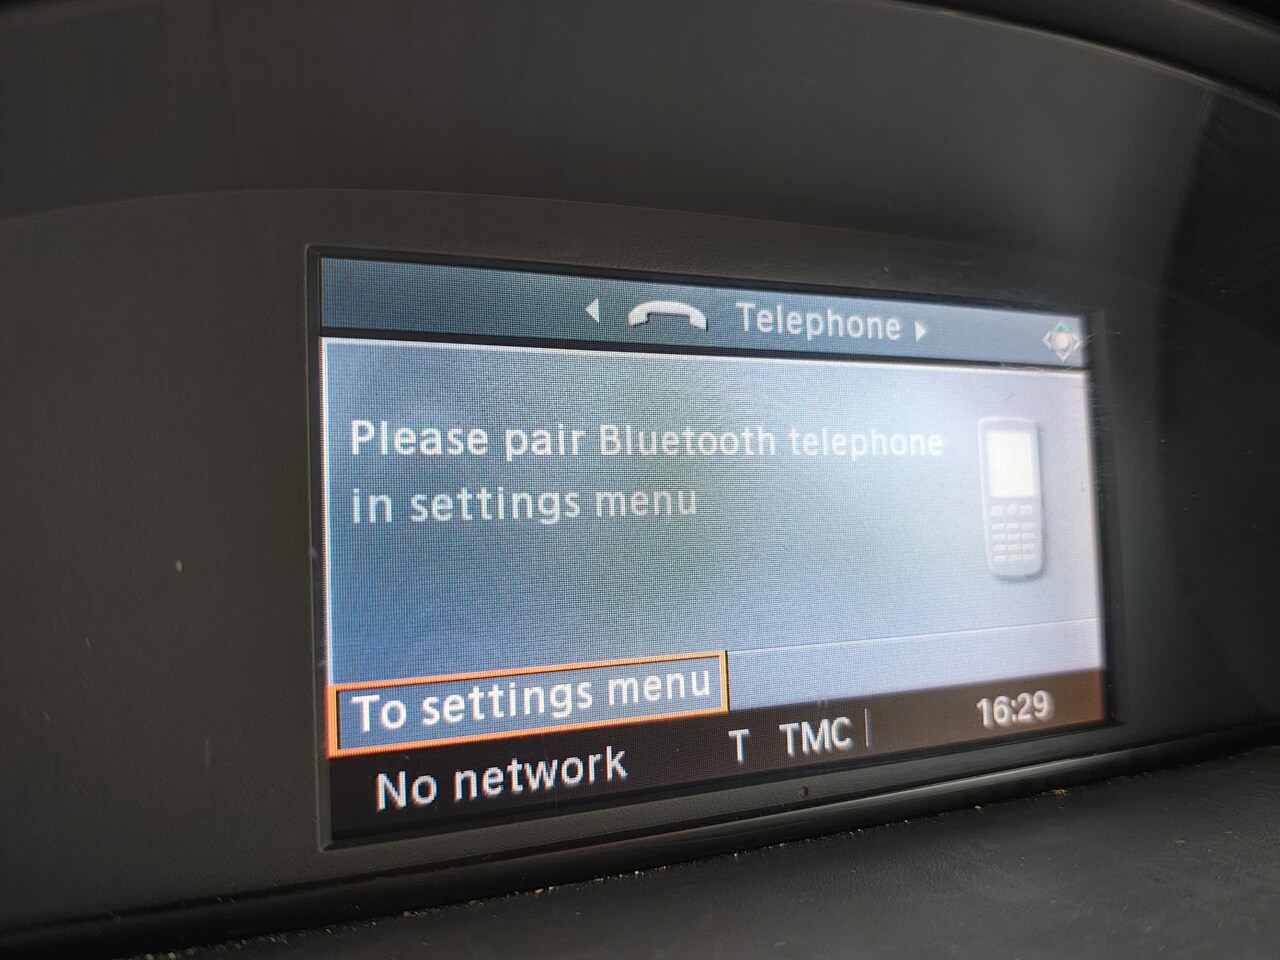 Telephone
Please pair Bluetooth telephone
in settings menu
To settings menu
No network T TMC 16:29